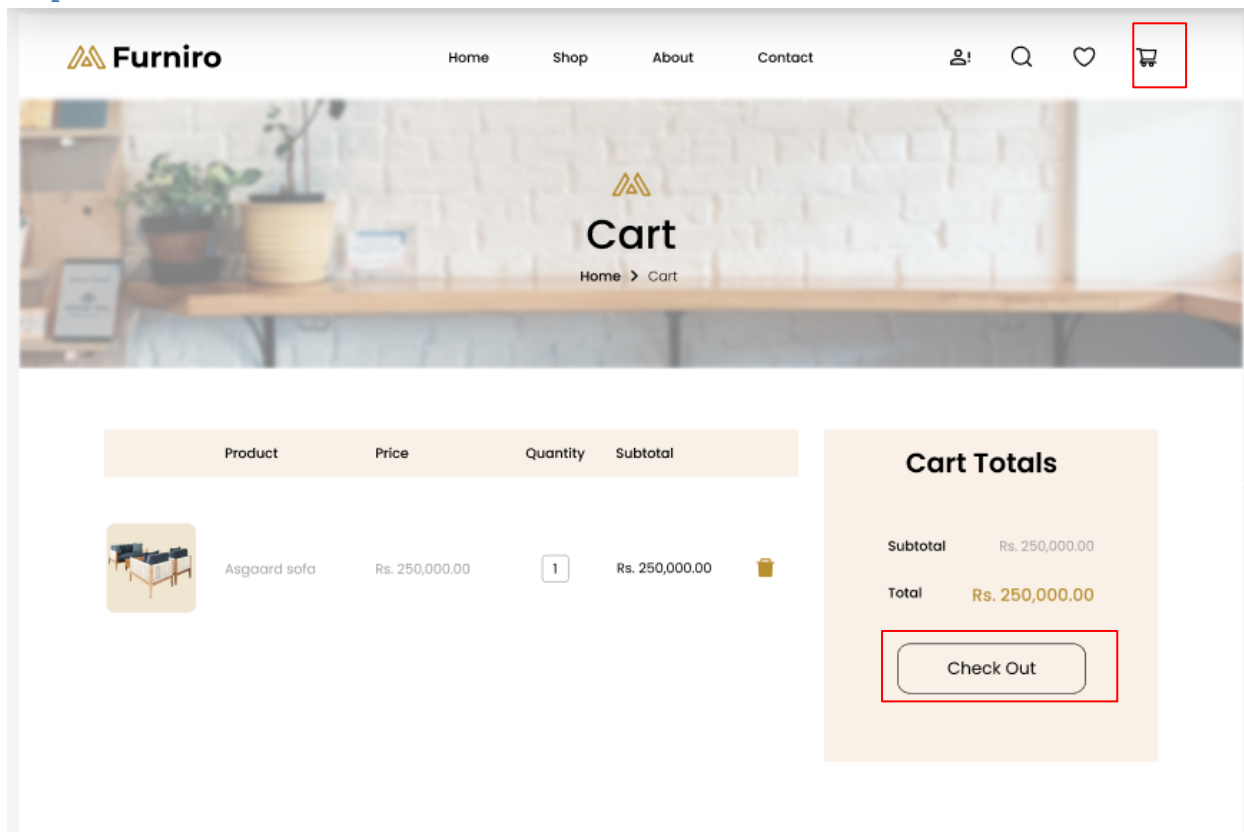 Furniro Home Shop About Contact
Cart
Home > Cart
Product Price Quantity Subtotal
Asgaard sofa Rs. 250,000.00 1 Rs. 250,000.00
Cart Totals
Subtotal Rs. 250,000.00
Total Rs. 250,000.00
Check Out